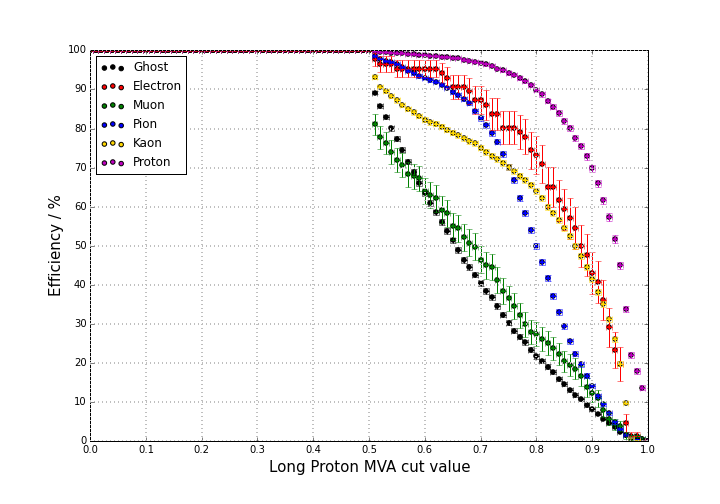 100
90
80
70
60
50
40
30
20
10
0
Efficiency / %
Ghost
Electron
Muon
Pion
Kaon
Proton
0.0 0.1 0.2 0.3 0.4 0.5 0.6 0.7 0.8 0.9 1.0
Long Proton MVA cut value